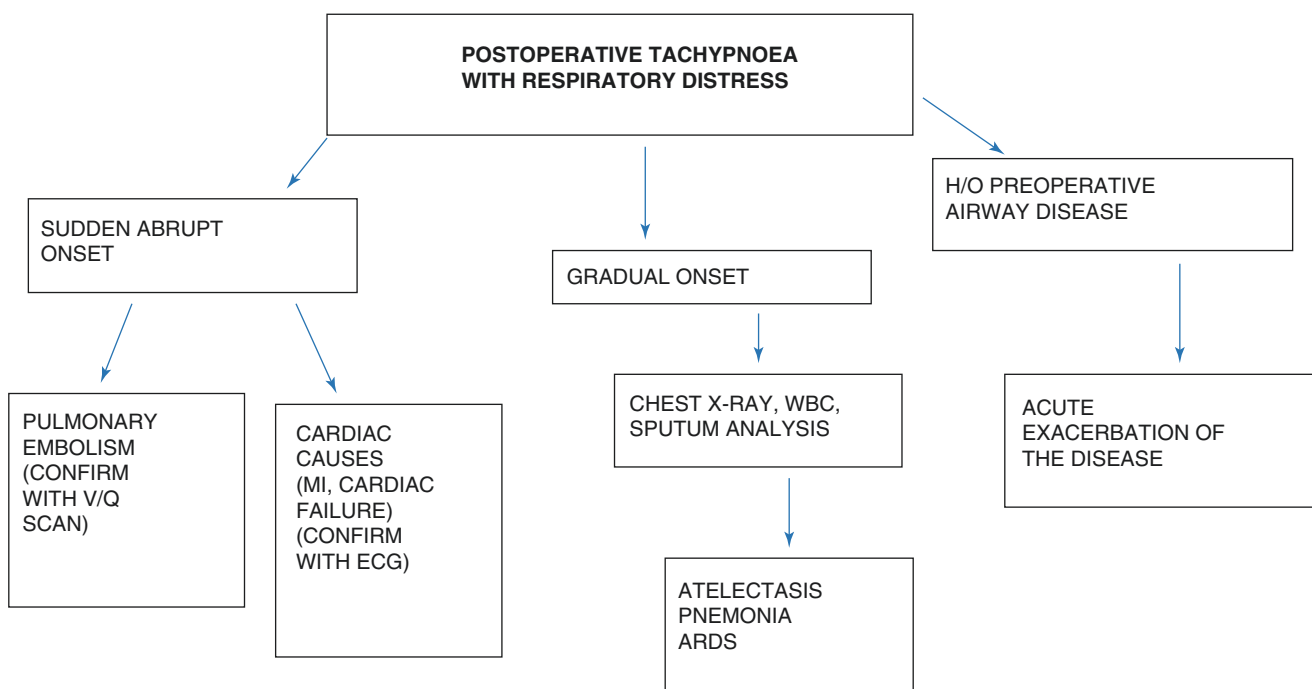 POSTOPERATIVE TACHYPNOEA
WITH RESPIRATORY DISTRESS
SUDDEN ABRUPT
ONSET
GRADUAL ONSET
H/O PREOPERATIVE
AIRWAY DISEASE
PULMONARY
EMBOLISM
(CONFIRM
WITH V/Q
SCAN)
CARDIAC
CAUSES
(MI, CARDIAC
FAILURE)
(CONFIRM
WITH ECG)
CHEST X-RAY, WBC,
SPUTUM ANALYSIS
ACUTE
EXACERBATION OF
THE DISEASE
ATELECTASIS
PNEMONIA
ARDS